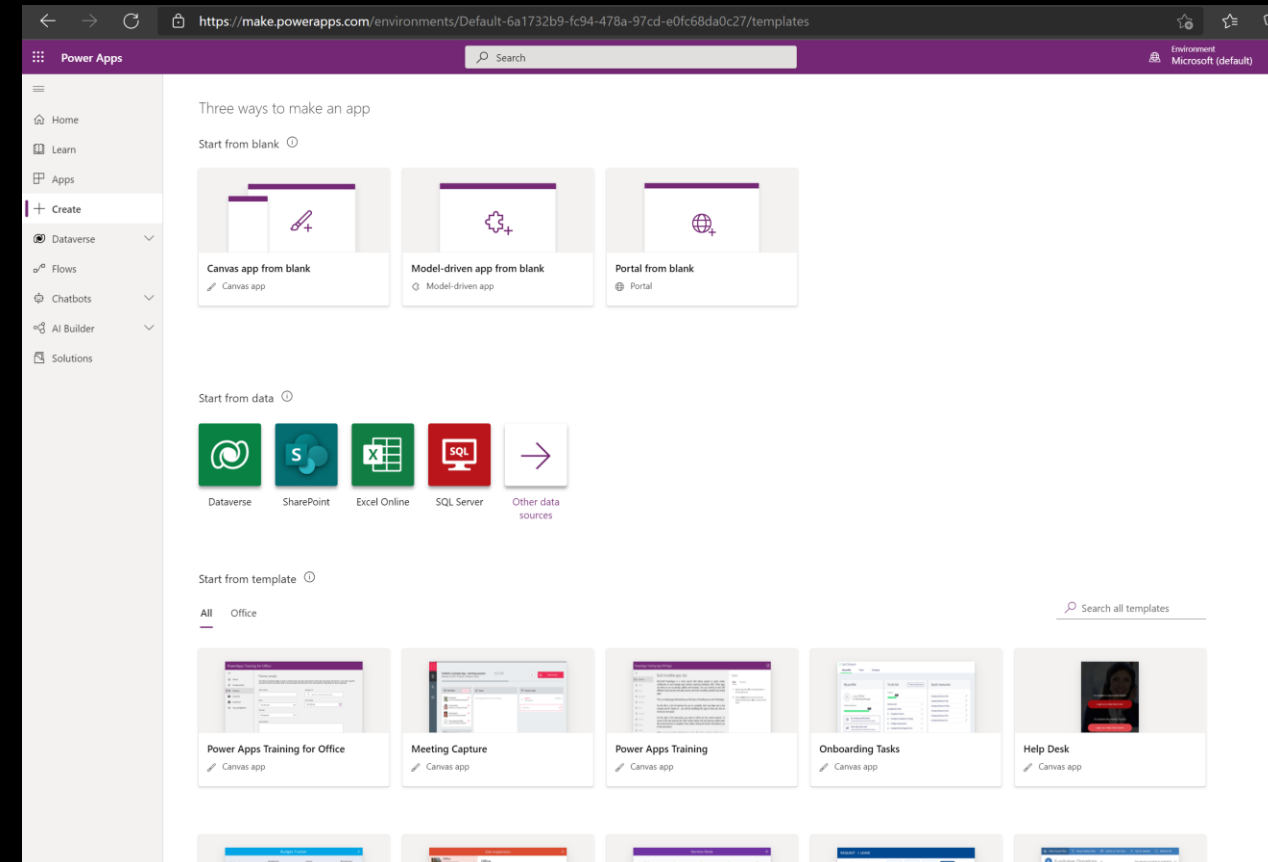 https://make.powerapps.com/environments/Default-6a1732b9-fc94-478a-97cd-e0fc68da0c27/templates
Power Apps
Search
Environment
Microsoft (default)
Home
Learn
Apps
Create
Dataverse
Flows
Chatbots
AI Builder
Solutions
Three ways to make an app
Start from blank
Canvas app from blank
Canvas app
Model-driven app from blank
Model-driven app
Portal from blank
Portal
Start from data
S
X
SQL
Dataverse
SharePoint
Excel Online
SQL Server
Other data
sources
Start from template
All
Office
Search all templates
Power Apps Training for Office
Canvas app
Meeting Capture
Canvas app
Power Apps Training
Canvas app
Onboarding Tasks
Canvas app
Help Desk
Canvas app